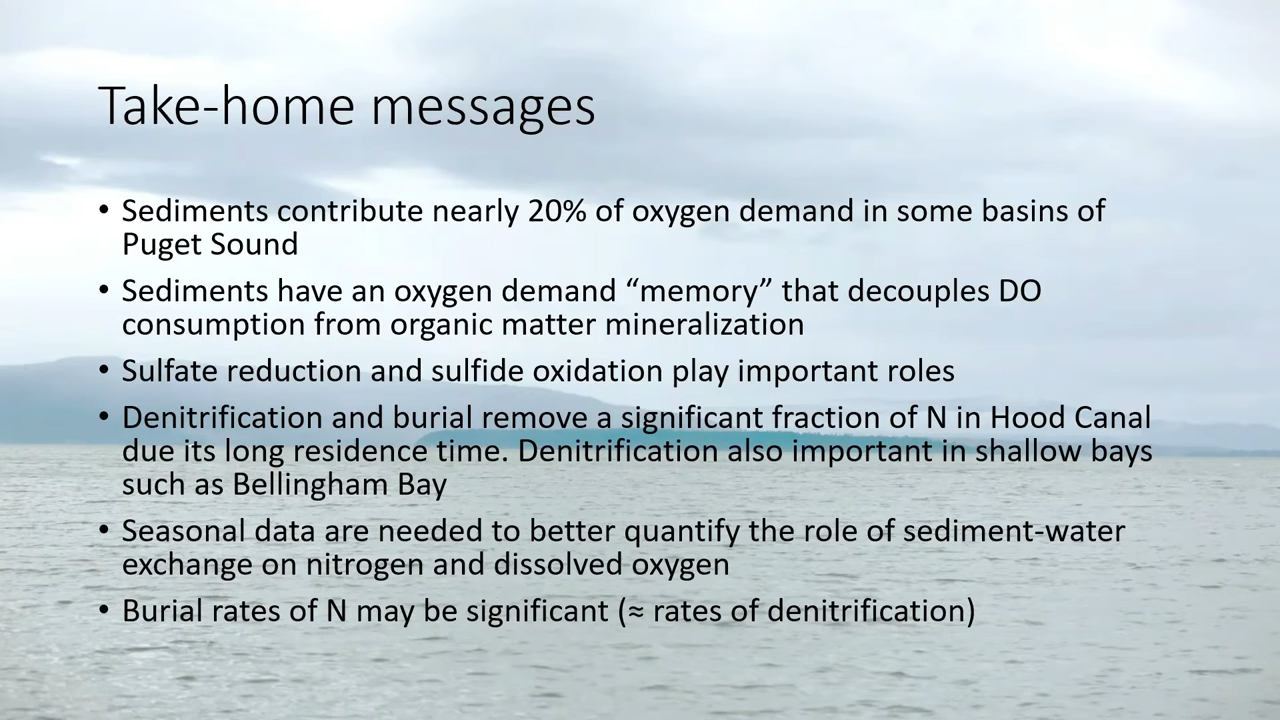 Take-home messages
• Sediments contribute nearly 20% of oxygen demand in some basins of
Puget Sound
• Sediments have an oxygen demand “memory” that decouples DO
consumption from organic matter mineralization
• Sulfate reduction and sulfide oxidation play important roles
• Denitrification and burial remove a significant fraction of N in Hood Canal
due its long residence time. Denitrification also important in shallow bays
such as Bellingham Bay
• Seasonal data are needed to better quantify the role of sediment-water
exchange on nitrogen and dissolved oxygen
• Burial rates of N may be significant (≈ rates of denitrification)